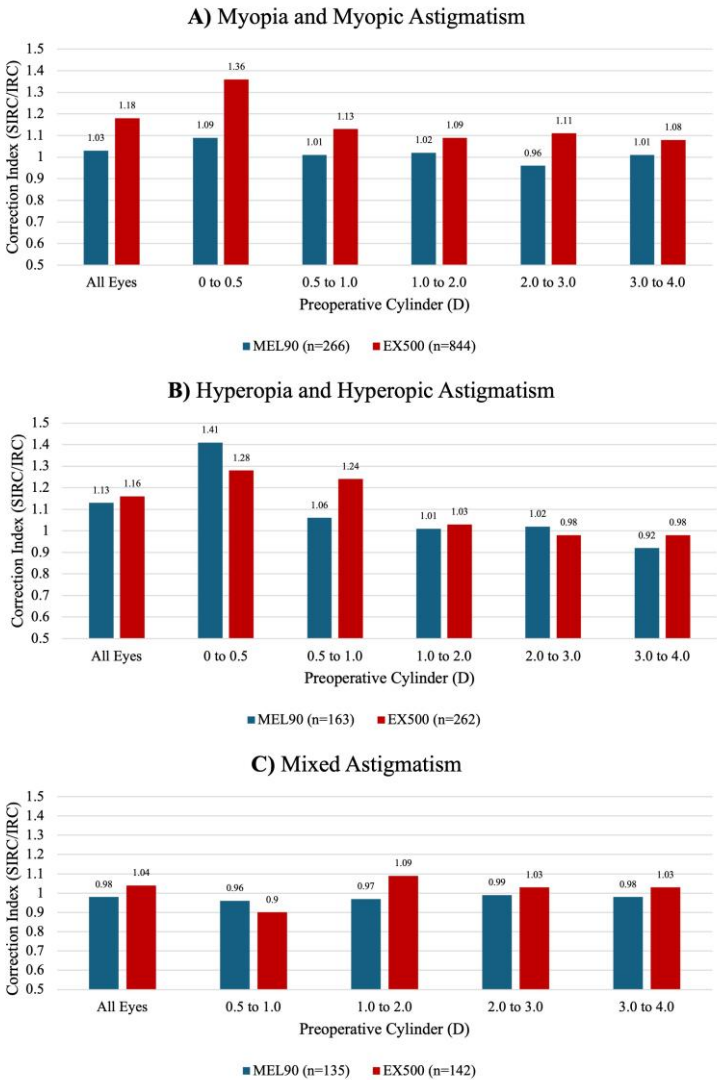 A) Myopia and Myopic Astigmatism
Correction Index (SIRC/IRC)
1.5
1.4
1.3
1.2
1.1
1
0.9
0.8
0.7
0.6
0.5
1.03 1.18 1.09 1.36 1.01 1.13 1.02 1.09 0.96 1.11 1.01 1.08
All Eyes 0 to 0.5 0.5 to 1.0 1.0 to 2.0 2.0 to 3.0 3.0 to 4.0
Preoperative Cylinder (D)
MEL90 (n=266) EX500 (n=844)
B) Hyperopia and Hyperopic Astigmatism
Correction Index (SIRC/IRC)
1.5
1.4
1.3
1.2
1.1
1
0.9
0.8
0.7
0.6
0.5
1.13 1.16 1.41 1.28 1.06 1.24 1.01 1.03 1.02 0.98 0.92 0.98
All Eyes 0 to 0.5 0.5 to 1.0 1.0 to 2.0 2.0 to 3.0 3.0 to 4.0
Preoperative Cylinder (D)
MEL90 (n=163) EX500 (n=262)
C) Mixed Astigmatism
Correction Index (SIRC/IRC)
1.5
1.4
1.3
1.2
1.1
1
0.9
0.8
0.7
0.6
0.5
0.98 1.04 0.96 0.9 0.97 1.09 0.99 1.03 0.98 1.03
All Eyes 0.5 to 1.0 1.0 to 2.0 2.0 to 3.0 3.0 to 4.0
Preoperative Cylinder (D)
MEL90 (n=135) EX500 (n=142)